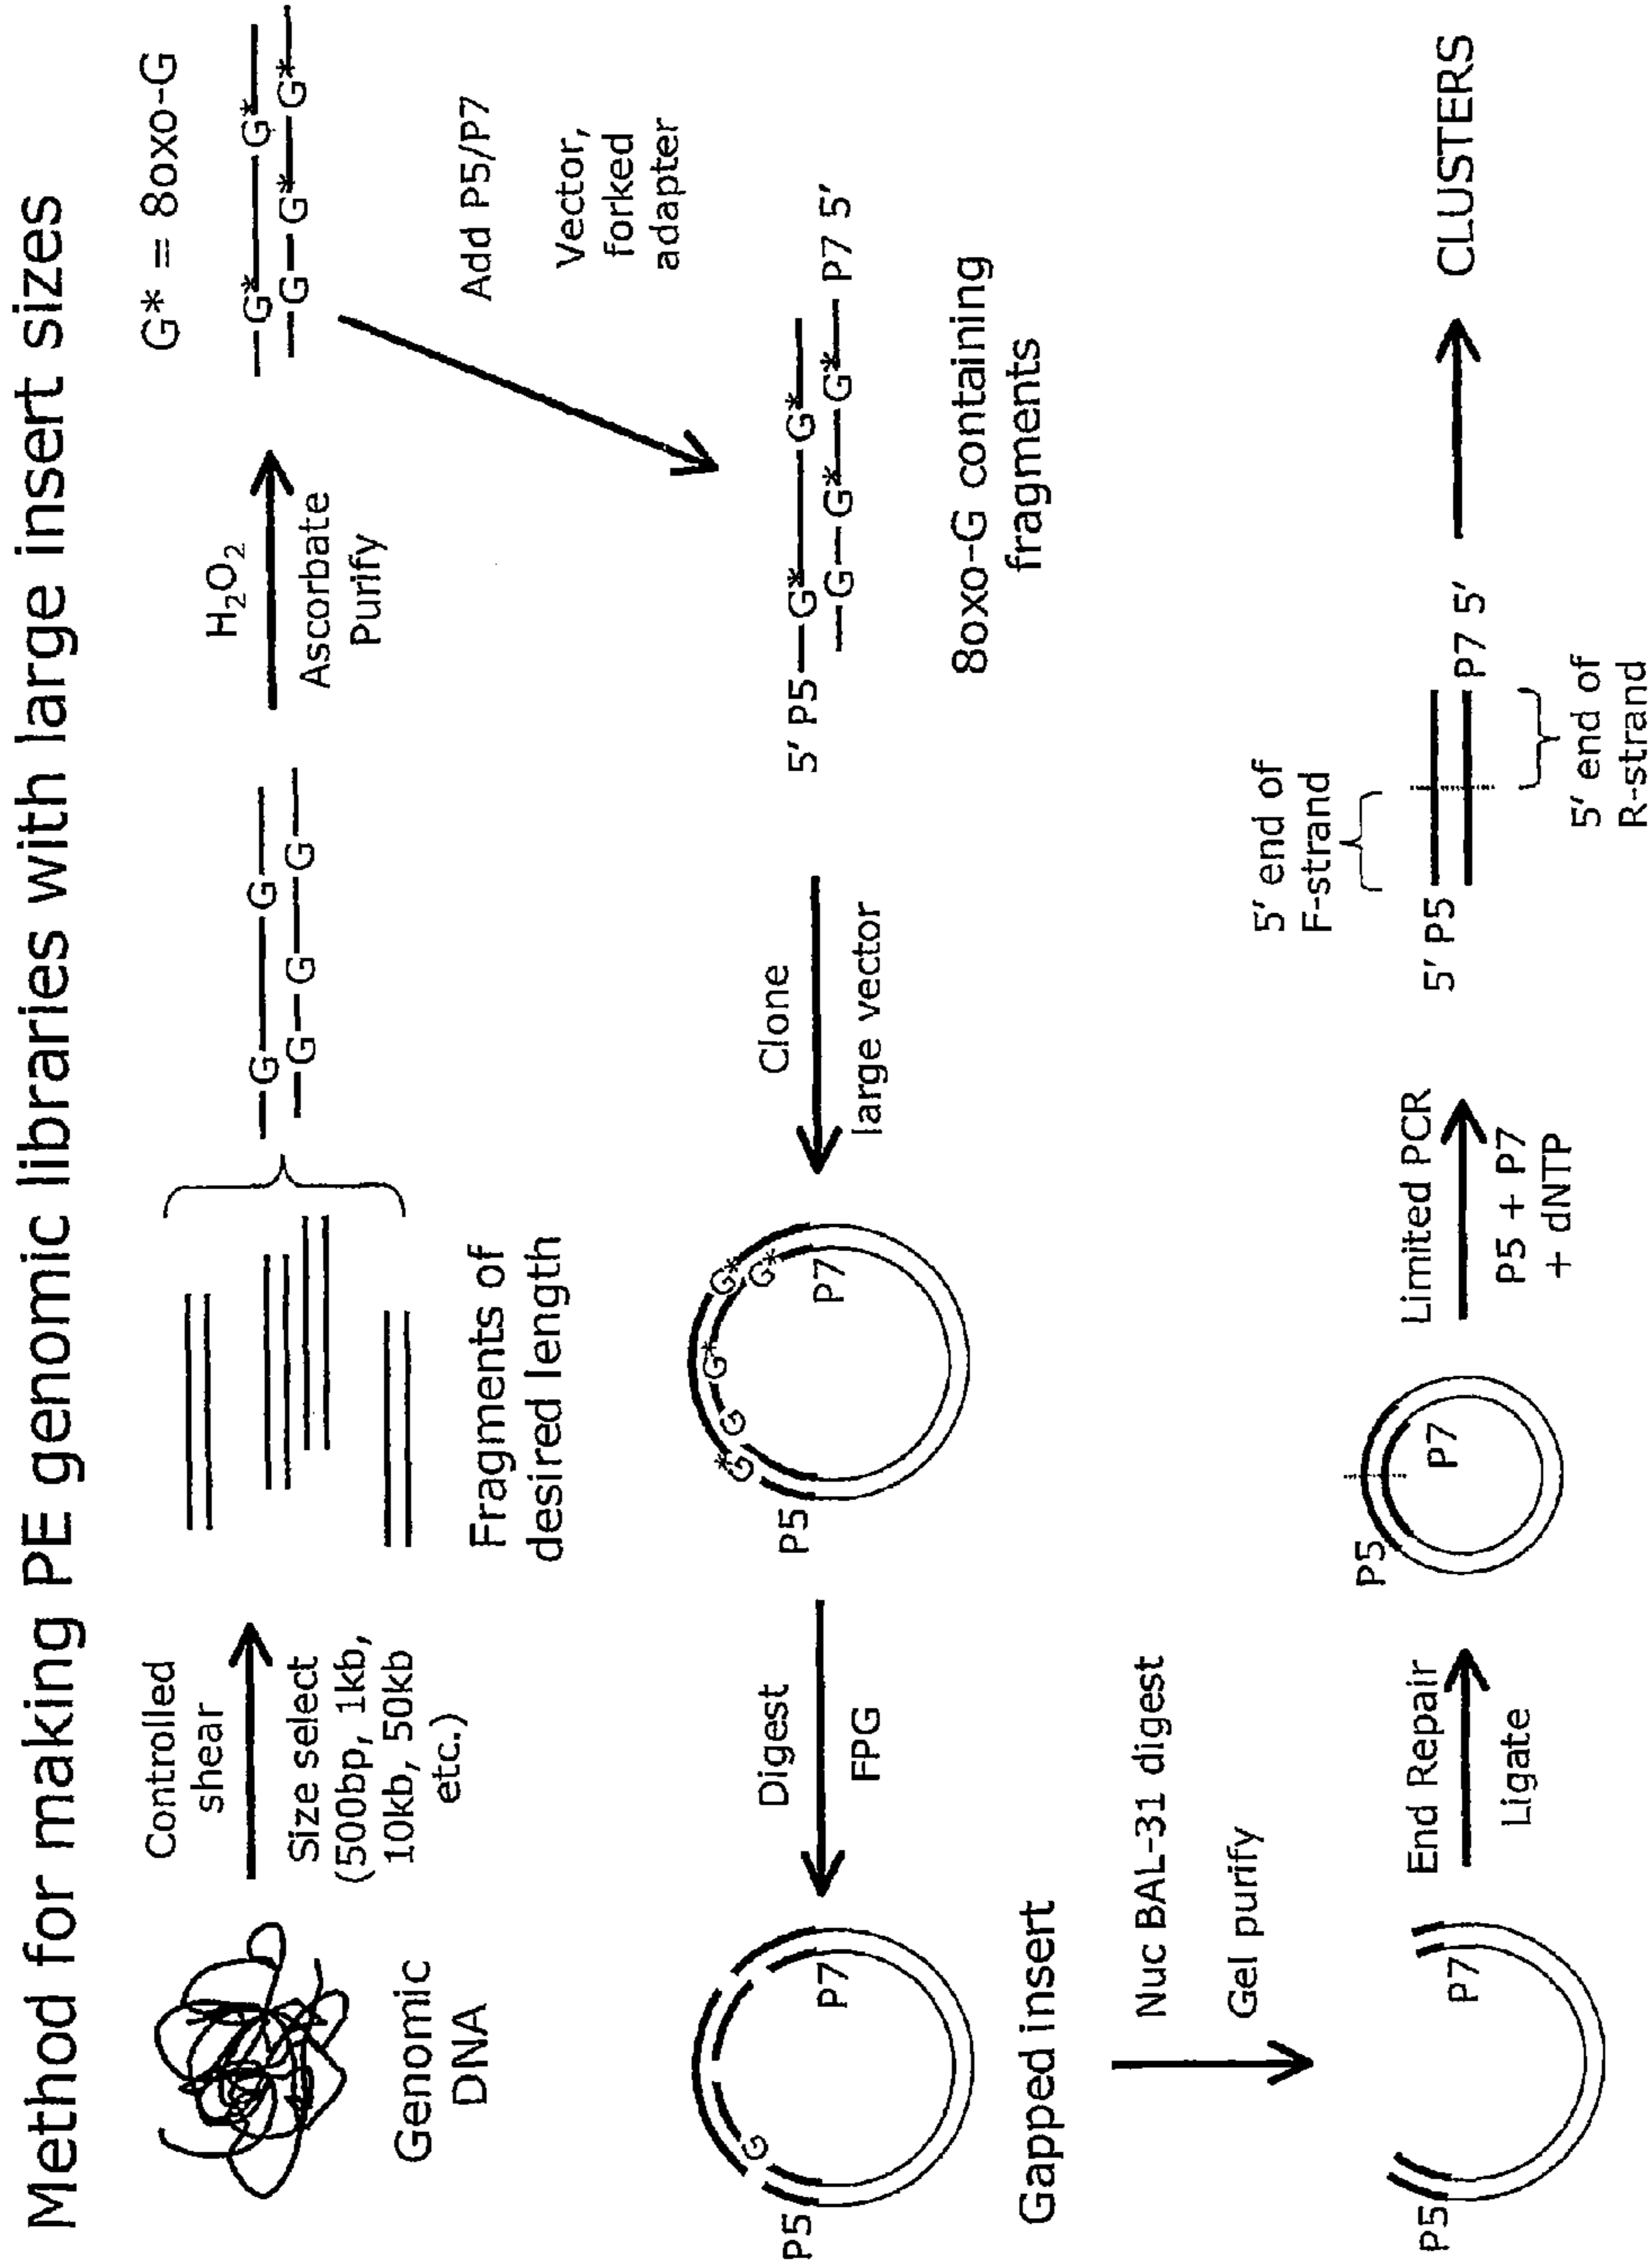 Method for making PE genomic libraries with large insert sizes
Genomic
DNA
Controlled
shear
Size select
(500bp, 1kb,
10kb, 50kb
etc.)
Fragments of
desired length
G G
G G G
H₂O₂
Ascorbate
Purify
G* = 8oxo-G
G* G*
G G* G*
Add P5/P7
Vector,
forked
adapter
5' P5 G* G*
G G* G* P7 5'
8oxo-G containing
fragments
Clone
large vector
*G G*
G G* G*
P5
P7
Digest
FPG
G
P5
P7
Gapped insert
Nuc BAL-31 digest
Gel purify
P5
P7
End Repair
Ligate
P5
P7
Limited PCR
P5 + P7
+ dNTP
5' end of
F-strand
5' P5
P7 5'
5' end of
R-strand
CLUSTERS